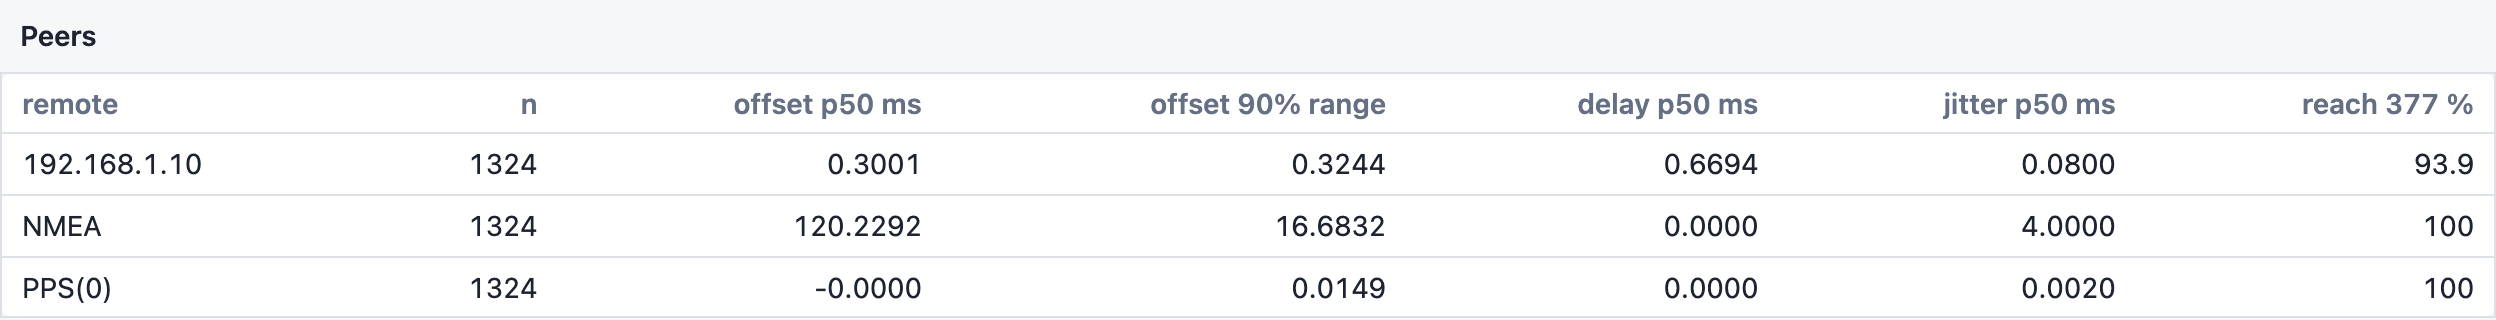 Peers
remote n offset p50 ms offset 90% range delay p50 ms jitter p50 ms reach 377 %
192.168.1.10 1324 0.3001 0.3244 0.6694 0.0800 93.9
NMEA 1324 120.2292 16.6832 0.0000 4.0000 100
PPS(0) 1324 -0.0000 0.0149 0.0000 0.0020 100